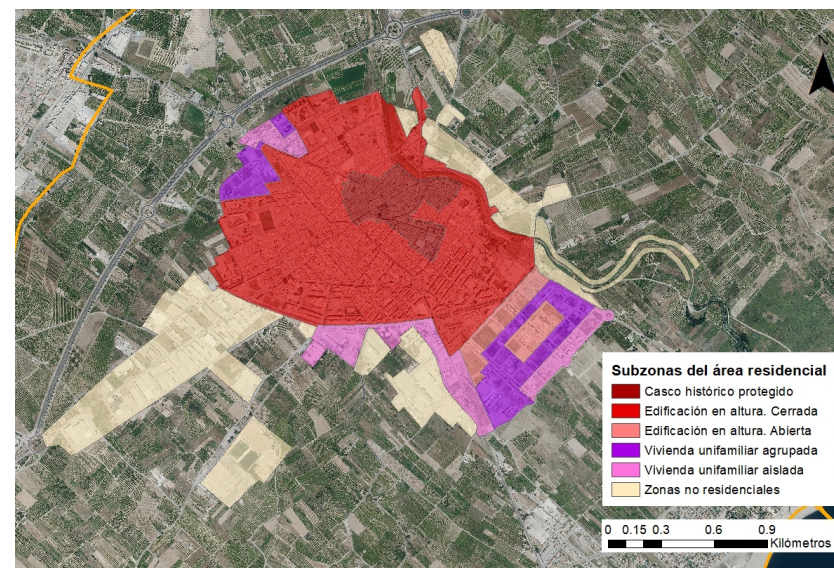 N
Subzonas del área residencial
Casco histórico protegido
Edificación en altura. Cerrada
Edificación en altura. Abierta
Vivienda unifamiliar agrupada
Vivienda unifamiliar aislada
Zonas no residenciales
0 0.15 0.3 0.6 0.9
Kilómetros